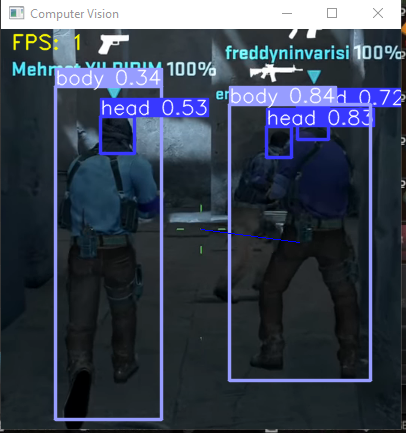 Computer Vision
FPS: 1
Mehmet YILDIRIM 100%
freddyninvarisi 100%
body 0.34
head 0.53
body 0.84
d 0.72
head 0.83